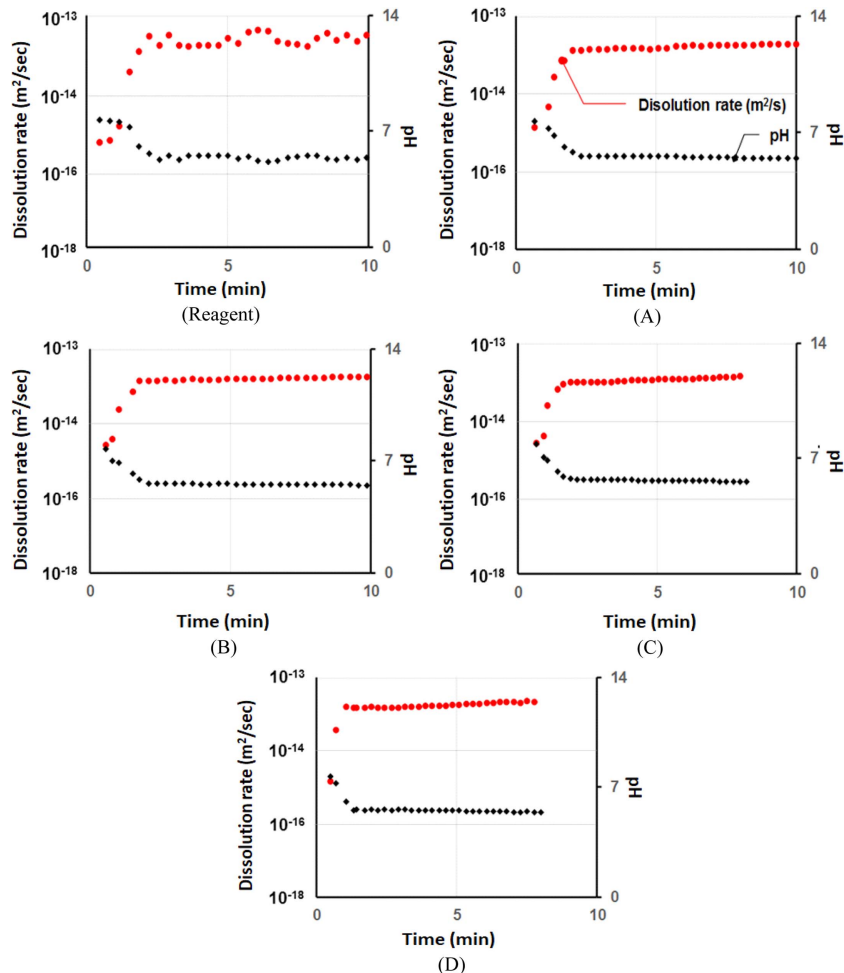 10-13
14
Dissolution rate (m2/sec)
10-14
7
pH
10-16
10-18
0
0
5
10
Time (min)
(Reagent)
10-13
14
Dissolution rate (m2/sec)
10-14
Disolution rate (m2/s)
pH
7
pH
10-16
10-18
0
0
5
10
Time (min)
(A)
10-13
14
Dissolution rate (m2/sec)
10-14
7
pH
10-16
10-18
0
0
5
10
Time (min)
(B)
10-13
14
Dissolution rate (m2/sec)
10-14
7
pH
10-16
10-18
0
0
5
10
Time (min)
(C)
10-13
14
Dissolution rate (m2/sec)
10-14
7
pH
10-16
10-18
0
0
5
10
Time (min)
(D)